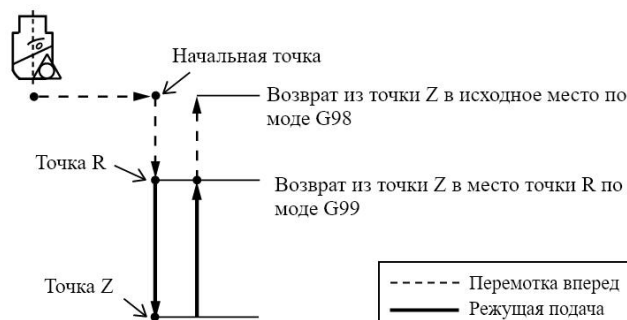 Начальная точка
Возврат из точки Z в исходное место по
моде G98
Точка R
Возврат из точки Z в место точки R по
моде G99
Точка Z
Перемотка вперед
Режущая подача